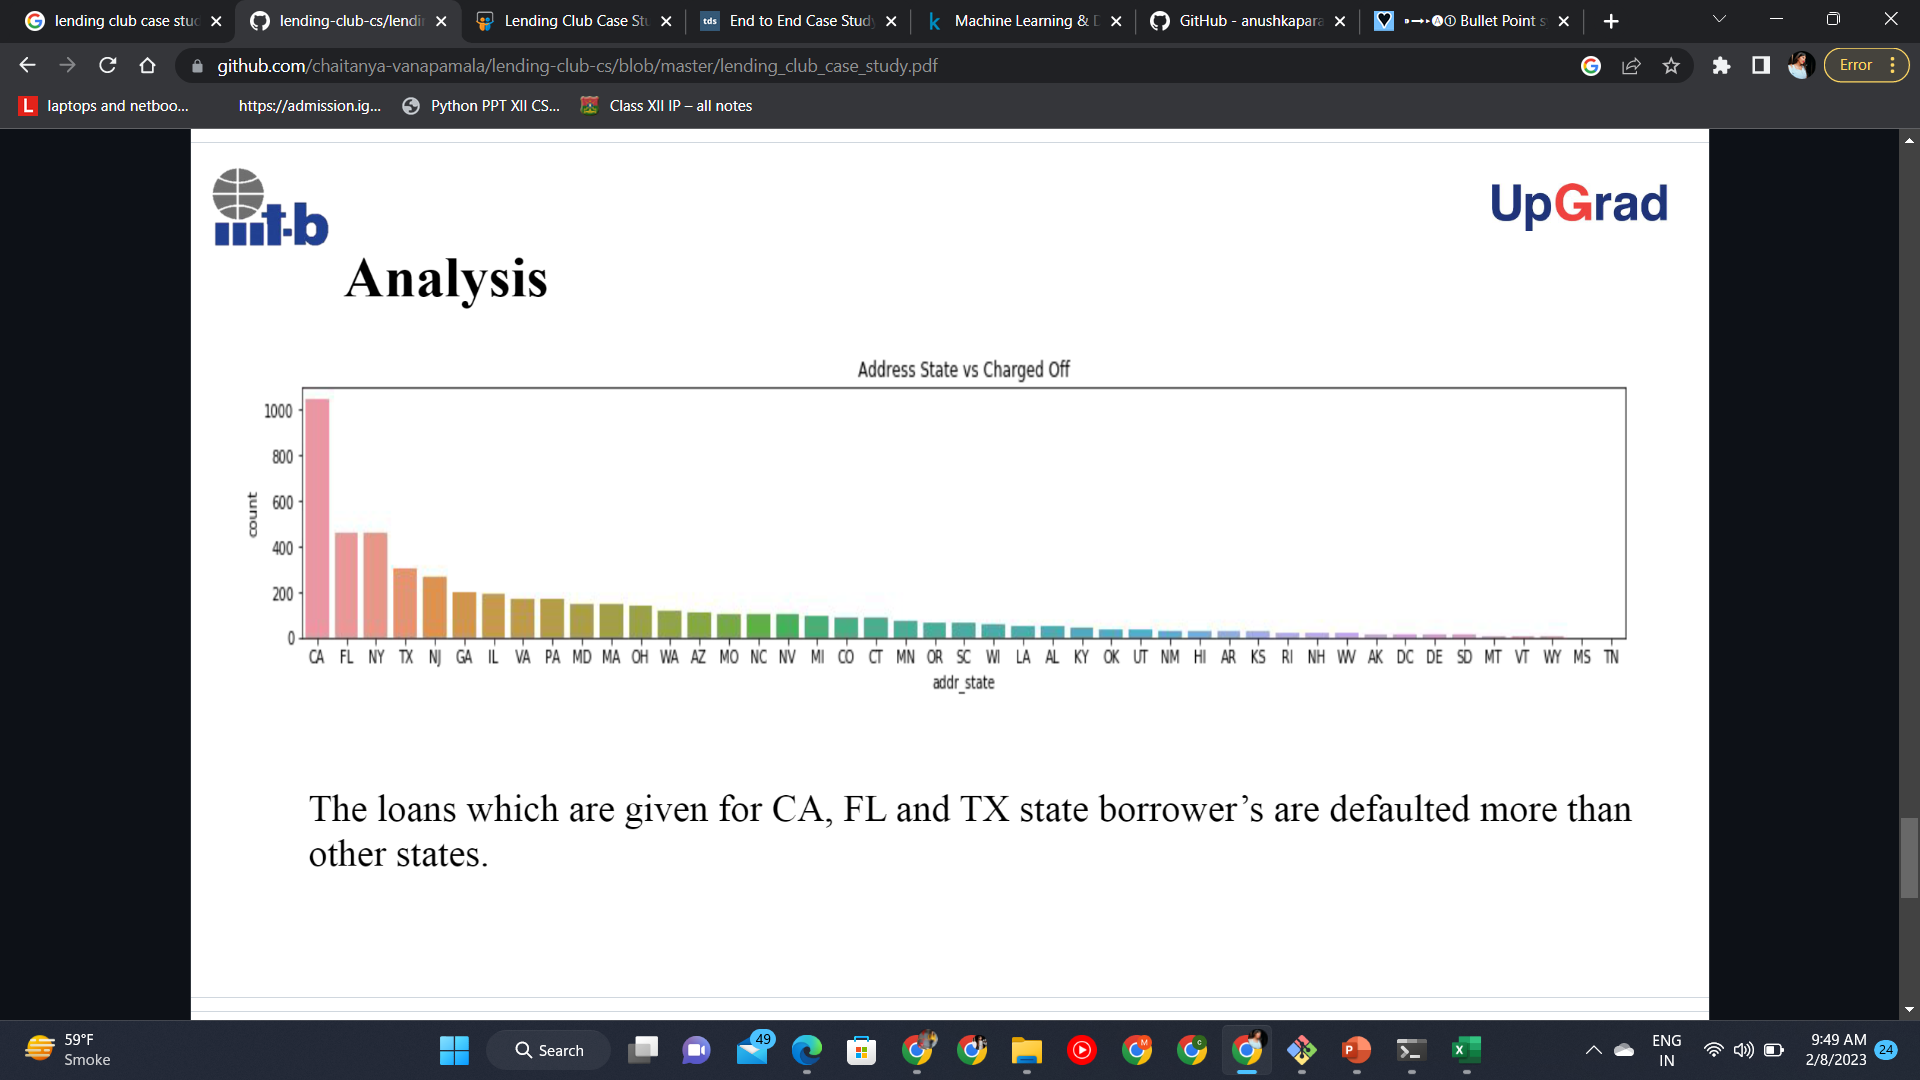 lending club case stud
lending-club-cs/lendin
Lending Club Case Stu
tds End to End Case Study
k Machine Learning & D
GitHub - anushkapara
Bullet Point s
github.com/chaitanya-vanapamala/lending-club-cs/blob/master/lending_club_case_study.pdf
Error
L laptops and netboo...
https://admission.ig...
Python PPT XII CS...
Class XII IP – all notes
iiit-b
UpGrad
Analysis
Address State vs Charged Off
1000
800
600
400
200
0
count
CA FL NY TX NJ GA IL VA PA MD MA OH WA AZ MO NC NV MI CO CT MN OR SC WI LA AL KY OK UT NM HI AR KS RI NH WV AK DC DE SD MT VT WY MS TN
addr_state
The loans which are given for CA, FL and TX state borrower’s are defaulted more than
other states.
59°F
Smoke
Search
49
ENG
IN
9:49 AM
2/8/2023
24